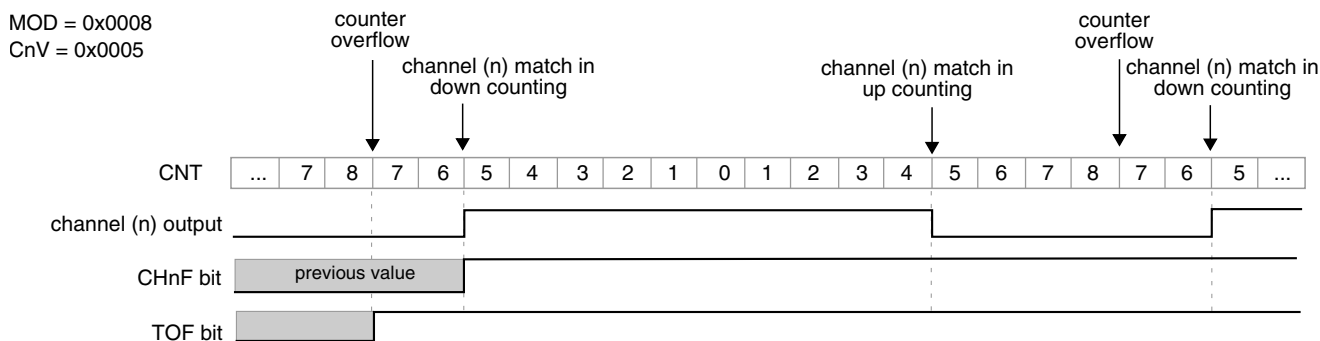 MOD = 0x0008
CnV = 0x0005
counter
overflow
channel (n) match in
down counting
channel (n) match in
up counting
counter
overflow
channel (n) match in
down counting
CNT ... 7 8 7 6 5 4 3 2 1 0 1 2 3 4 5 6 7 8 7 6 5 ...
channel (n) output
CHnF bit previous value
TOF bit